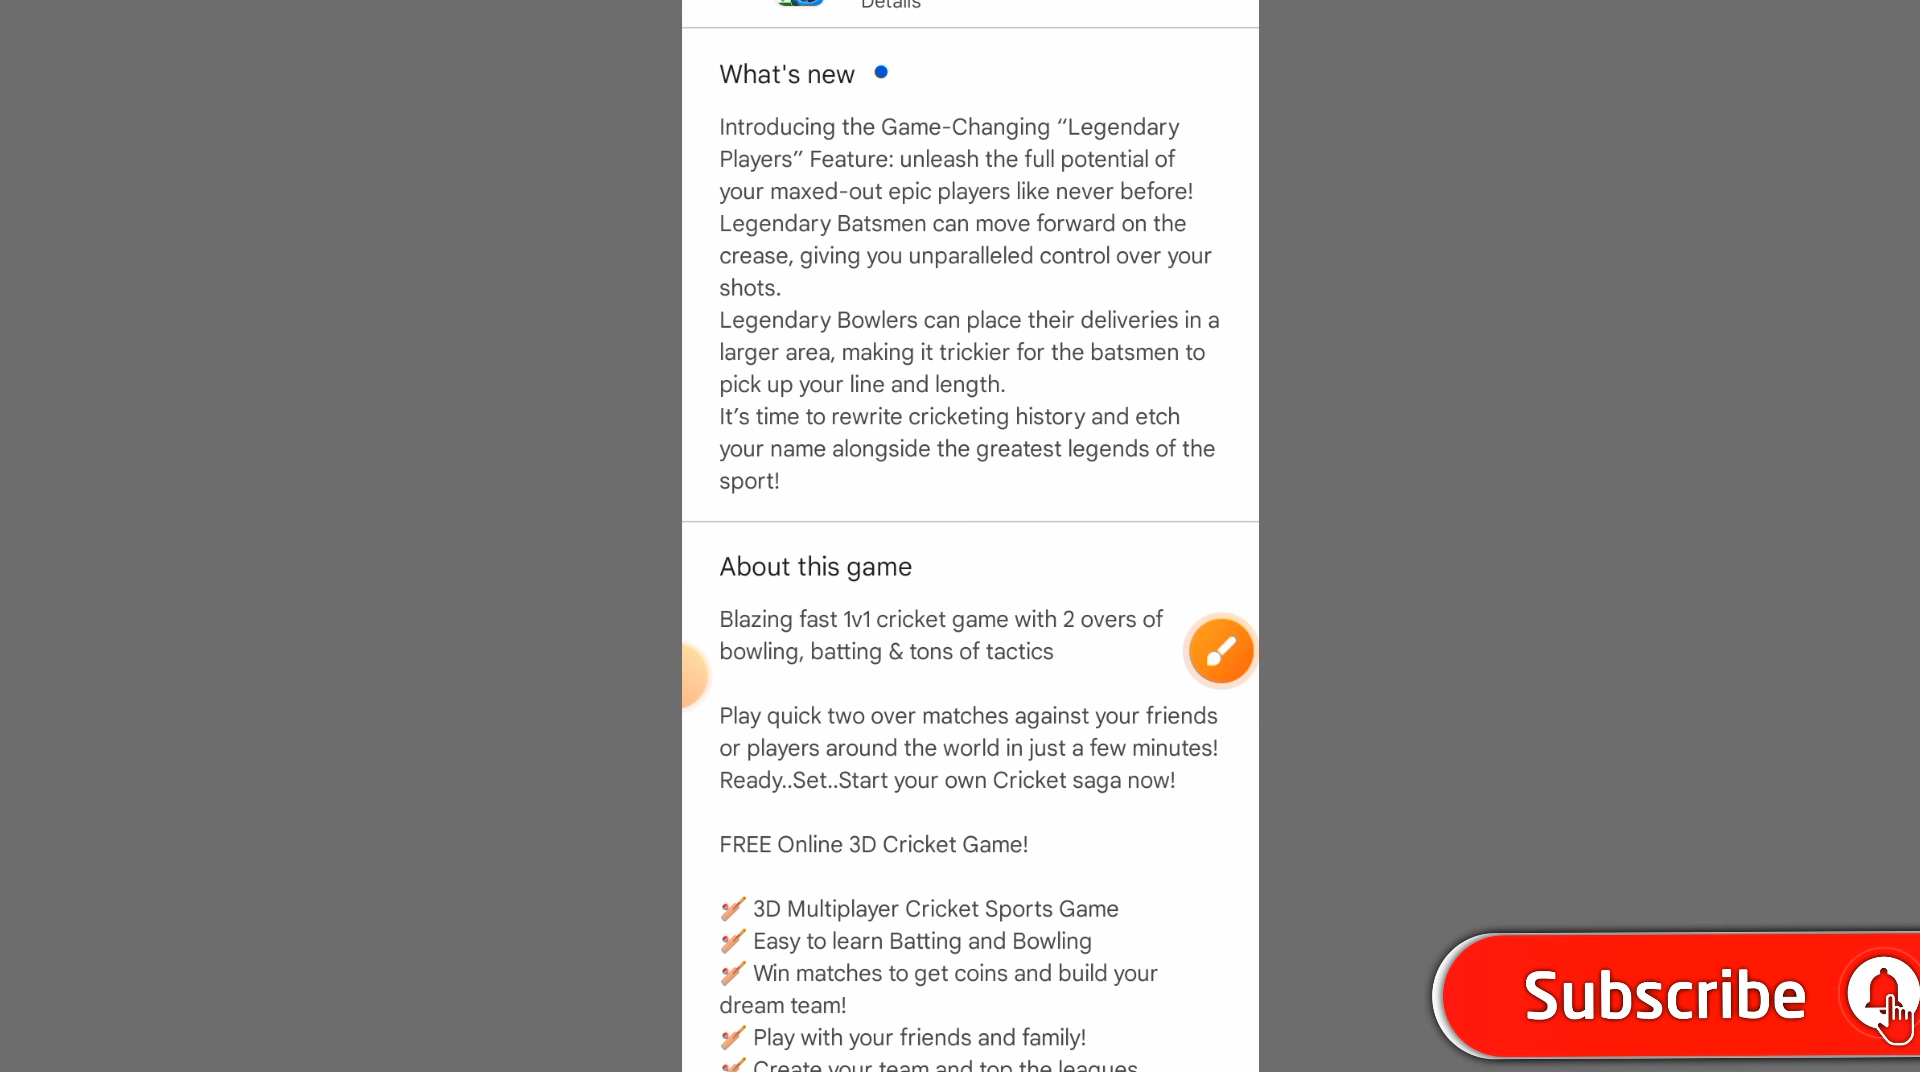 Details
What's new
Introducing the Game-Changing “Legendary
Players” Feature: unleash the full potential of
your maxed-out epic players like never before!
Legendary Batsmen can move forward on the
crease, giving you unparalleled control over your
shots.
Legendary Bowlers can place their deliveries in a
larger area, making it trickier for the batsmen to
pick up your line and length.
It’s time to rewrite cricketing history and etch
your name alongside the greatest legends of the
sport!
About this game
Blazing fast 1v1 cricket game with 2 overs of
bowling, batting & tons of tactics
Play quick two over matches against your friends
or players around the world in just a few minutes!
Ready..Set..Start your own Cricket saga now!
FREE Online 3D Cricket Game!
🏏 3D Multiplayer Cricket Sports Game
🏏 Easy to learn Batting and Bowling
🏏 Win matches to get coins and build your
dream team!
🏏 Play with your friends and family!
🏏 Create your team and top the leagues
Subscribe